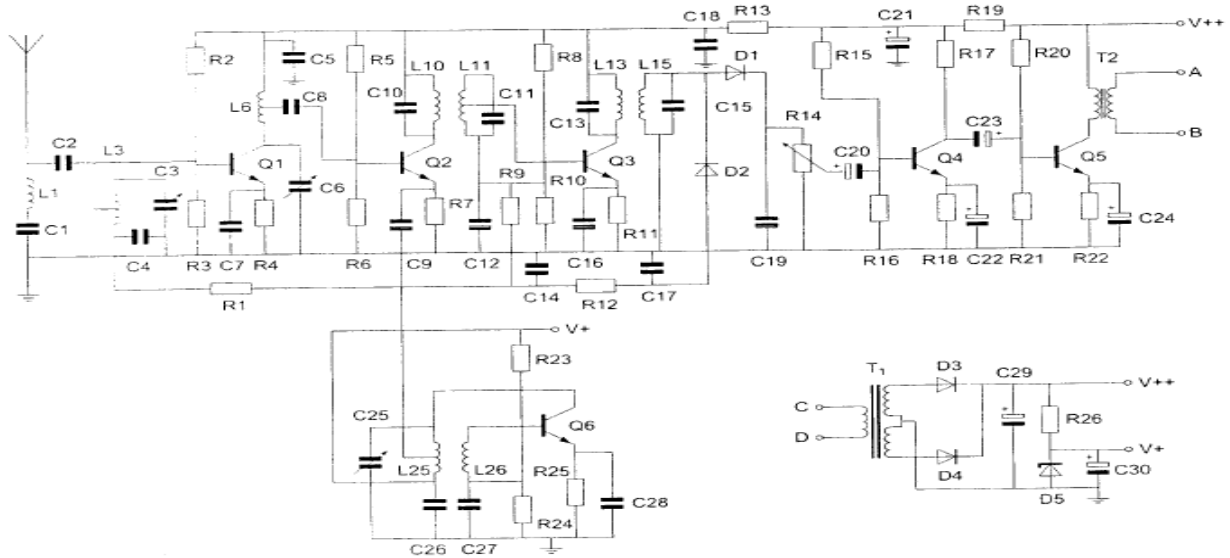 R19
V++
C18
R13
C21
T2
R2
C5
R5
L10
L11
R8
L13
L15
D1
R15
R17
R20
A
C8
C10
C11
C15
C13
L6
R14
C23
B
C2
L3
Q1
Q2
R9
R10
Q3
D2
C20
Q4
Q5
C3
C6
R7
L1
R11
C24
C1
C4
R3
C7
R4
R6
C9
C12
C16
C19
R16
R18
C22
R21
R22
R1
C14
R12
C17
V+
R23
T1
D3
C29
V++
C25
C
R26
Q6
D
V+
L25
L26
R25
D4
C30
D5
C28
R24
C26
C27